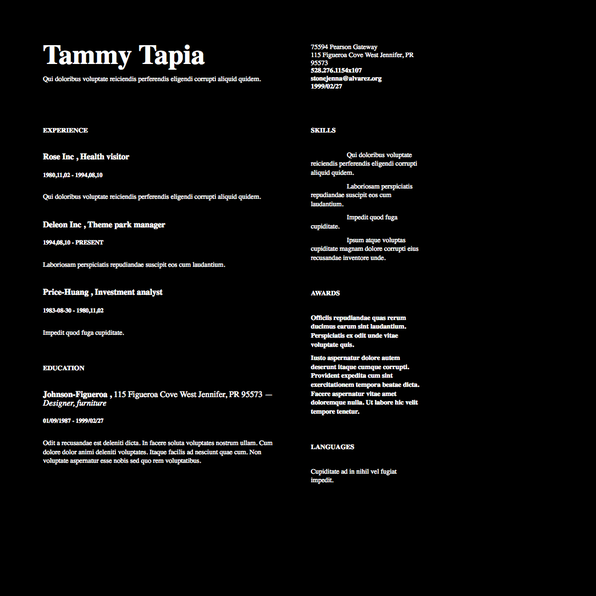 Tammy Tapia
Qui doloribus voluptate reiciendis perferendis eligendi corrupti aliquid quidem.
75594 Pearson Gateway
115 Figueroa Cove West Jennifer, PR
95573
528.276.1154x107
stonejenna@alvarez.org
1999/02/27
EXPERIENCE
Rose Inc , Health visitor
1980,11,02 - 1994,08,10
Qui doloribus voluptate reiciendis perferendis eligendi corrupti aliquid quidem.
Deleon Inc , Theme park manager
1994,08,10 - PRESENT
Laboriosam perspiciatis repudiandae suscipit eos cum laudantium.
Price-Huang , Investment analyst
1983-08-30 - 1980,11,02
Impedit quod fuga cupiditate.
EDUCATION
Johnson-Figueroa , 115 Figueroa Cove West Jennifer, PR 95573 —
Designer, furniture
01/09/1987 - 1999/02/27
Odit a recusandae est deleniti dicta. In facere soluta voluptates nostrum ullam. Cum
dolore dolor animi deleniti voluptates. Itaque facilis ad nesciunt quae cum. Non
voluptate aspernatur esse nobis sed quo rem voluptatibus.
SKILLS
Qui doloribus voluptate
reiciendis perferendis eligendi corrupti
aliquid quidem.
Laboriosam perspiciatis
repudiandae suscipit eos cum
laudantium.
Impedit quod fuga
cupiditate.
Ipsum atque voluptas
cupiditate magnam dolore corrupti eius
recusandae inventore unde.
AWARDS
Officiis repudiandae quas rerum
ducimus earum sint laudantium.
Perspiciatis ex odit unde vitae
voluptate quis.
Iusto aspernatur dolore autem
deserunt itaque cumque corrupti.
Provident expedita cum sint
exercitationem tempora beatae dicta.
Facere aspernatur vitae amet
doloremque nulla. Ut labore hic velit
tempore tenetur.
LANGUAGES
Cupiditate ad in nihil vel fugiat
impedit.